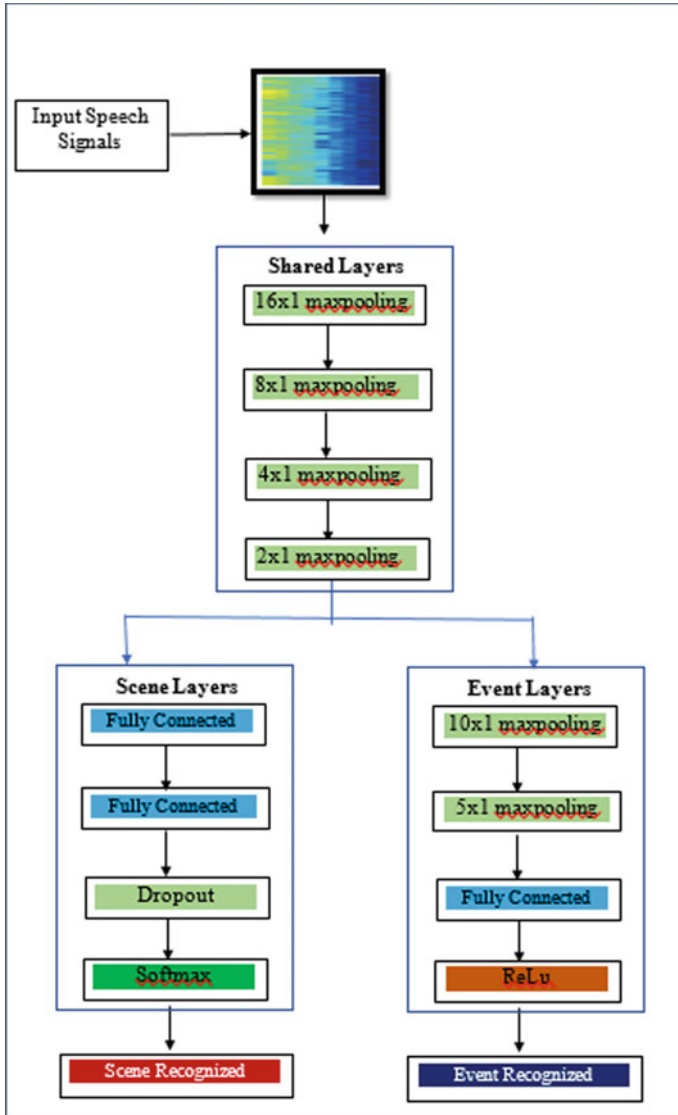 Input Speech
Signals
Shared Layers
16x1 maxpooling
8x1 maxpooling
4x1 maxpooling
2x1 maxpooling
Scene Layers
Fully Connected
Fully Connected
Dropout
Softmax
Scene Recognized
Event Layers
10x1 maxpooling
5x1 maxpooling
Fully Connected
ReLu
Event Recognized